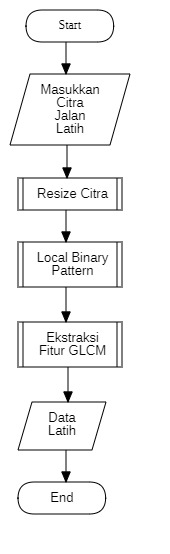 Start
Masukkan
Citra
Jalan
Latih
Resize Citra
Local Binary
Pattern
Ekstraksi
Fitur GLCM
Data
Latih
End